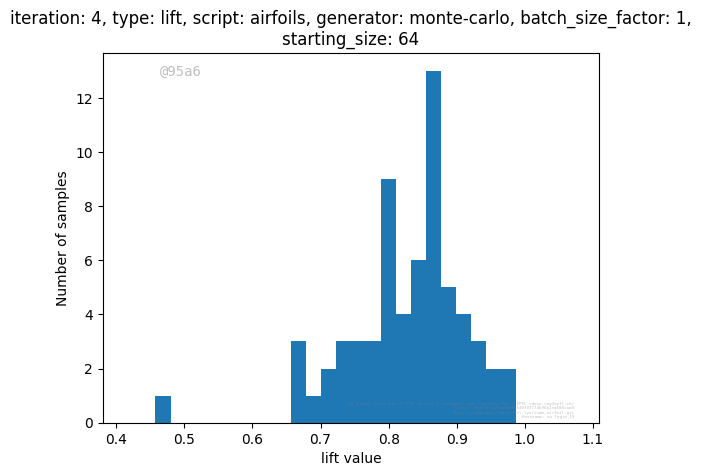 iteration: 4, type: lift, script: airfoils, generator: monte-carlo, batch_size_factor: 1,
starting_size: 64
@95a6
12
10
8
6
4
2
0
Number of samples
0.4 0.5 0.6 0.7 0.8 0.9 1.0 1.1
lift value